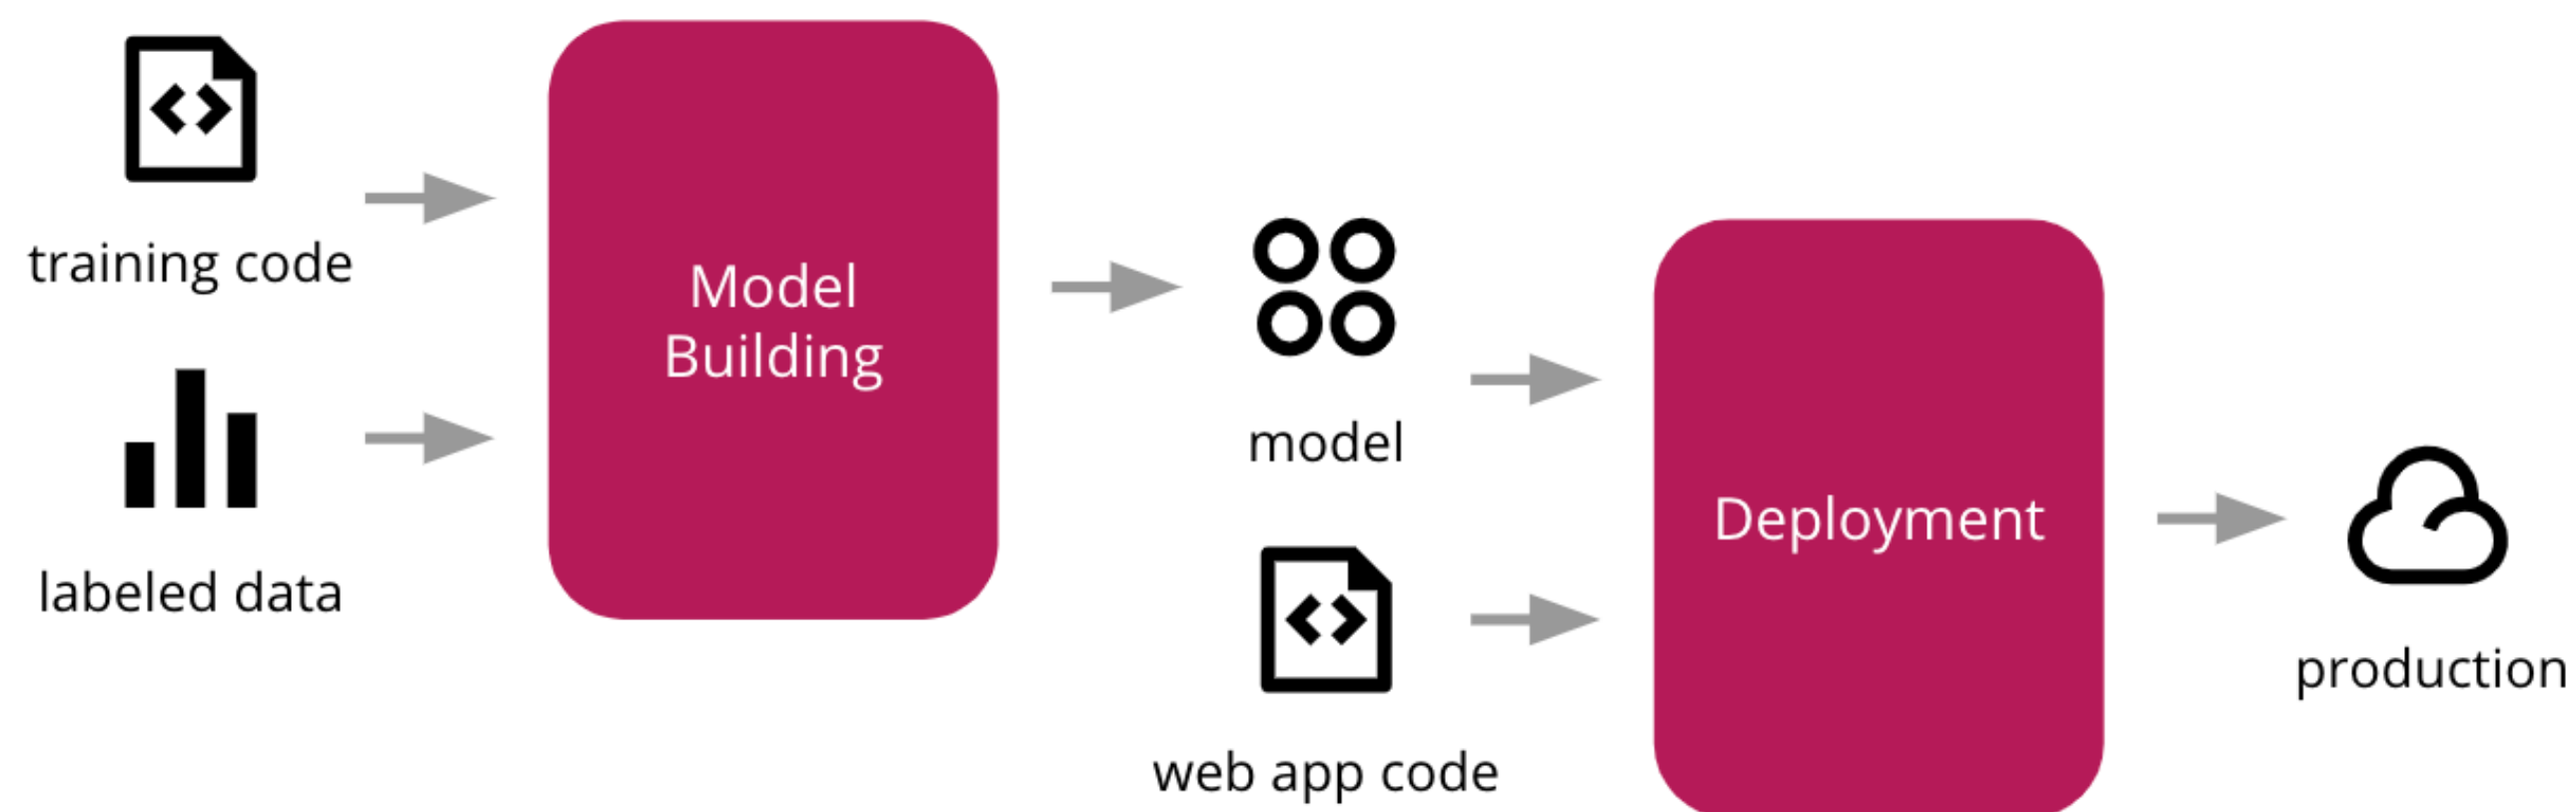 training code
labeled data
Model
Building
model
web app code
Deployment
production